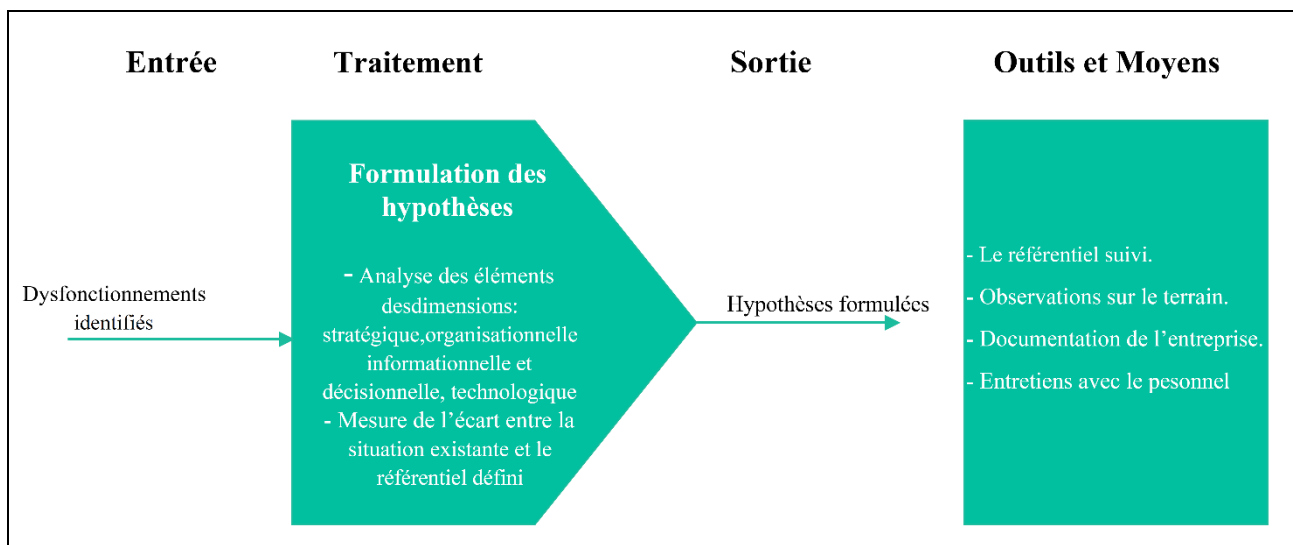 Entrée
Traitement
Sortie
Outils et Moyens
Dysfonctionnements
identifiés
Formulation des
hypothèses
- Analyse des éléments
desdimensions:
stratégique,organisationnelle
informationnelle et
décisionnelle, technologique
- Mesure de l’écart entre la
situation existante et le
référentiel défini
Hypothèses formulées
- Le référentiel suivi.
- Observations sur le terrain.
- Documentation de l’entreprise.
- Entretiens avec le pesonnel